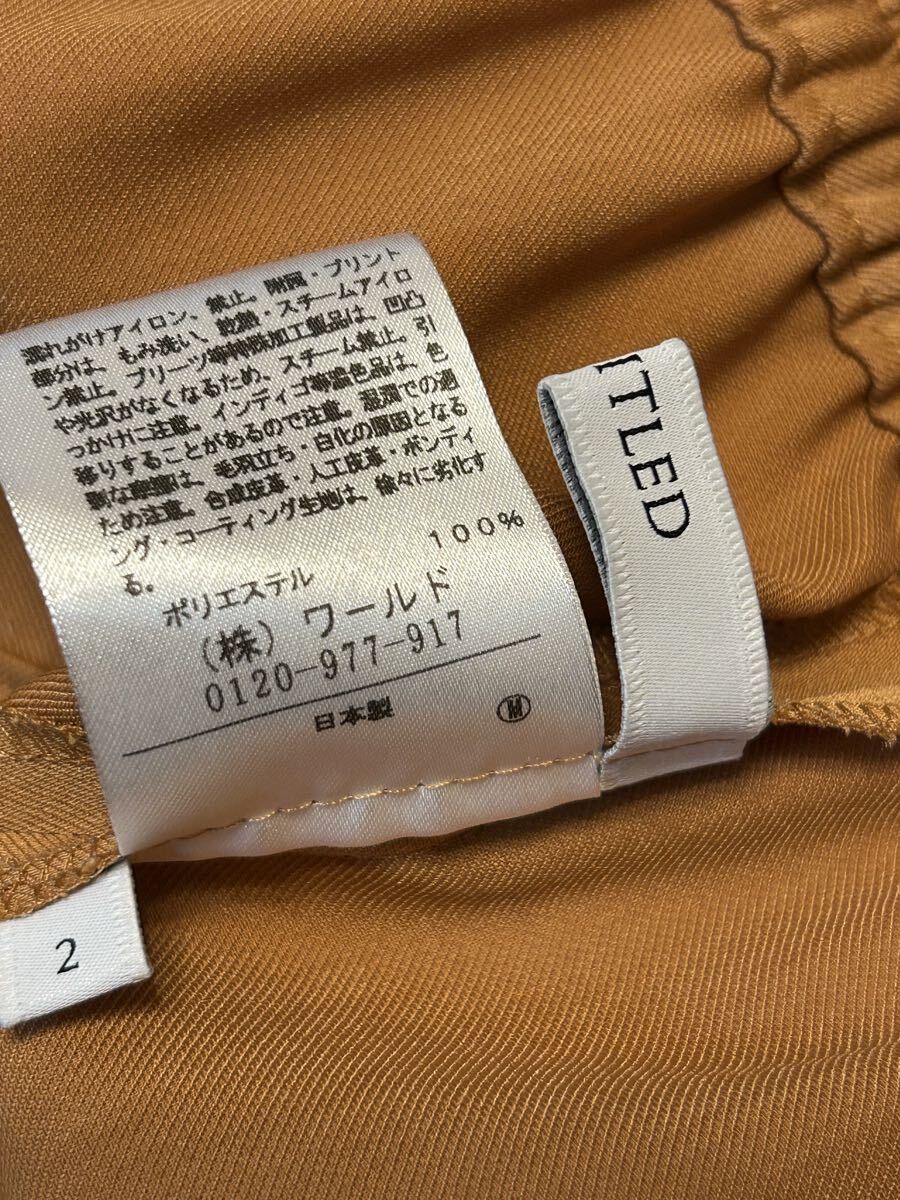 濡れがけアイロン、禁止。附属・プリント
部分は、もみ洗い、乾燥・スチームアイロ
ン禁止。プリーツ等特殊加工製品は、凹凸
や光沢がなくなるため、スチーム禁止。引
っかけに注意。インディゴ等濃色品は、色
移りすることがあるので注意。湿潤での過
剰な摩擦は、毛羽立ち・白化の原因となる
ため注意。合成皮革・人工皮革・ボンディ
ング・コーティング生地は、徐々に劣化す
る。
ポリエステル 100%
(株) ワールド
0120-977-917
日本製
ITLED
2